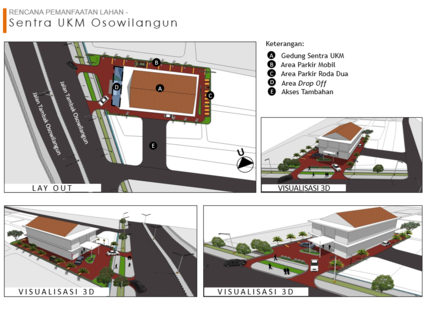 RENCANA PEMANFAATAN LAHAN -
Sentra UKM Osowilangun
Keterangan:
A Gedung Sentra UKM
B Area Parkir Mobil
C Area Parkir Roda Dua
D Area Drop Off
E Akses Tambahan
B
A
D
C
E
U
Jalan Tambak Osowilangun
Jalan Tambak Osowilangun
LAY OUT
VISUALISASI 3D
VISUALISASI 3D
VISUALISASI 3D